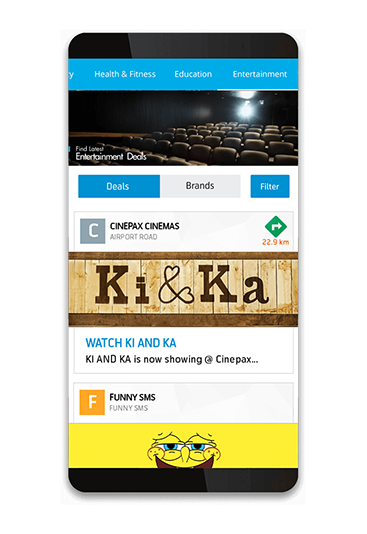 y
Health & Fitness
Education
Entertainment
Find Latest
Entertainment Deals
Deals
Brands
Filter
C
CINEPAX CINEMAS
AIRPORT ROAD
22.9 km
Ki&Ka
WATCH KI AND KA
KI AND KA is now showing @ Cinepax...
F
FUNNY SMS
FUNNY SMS